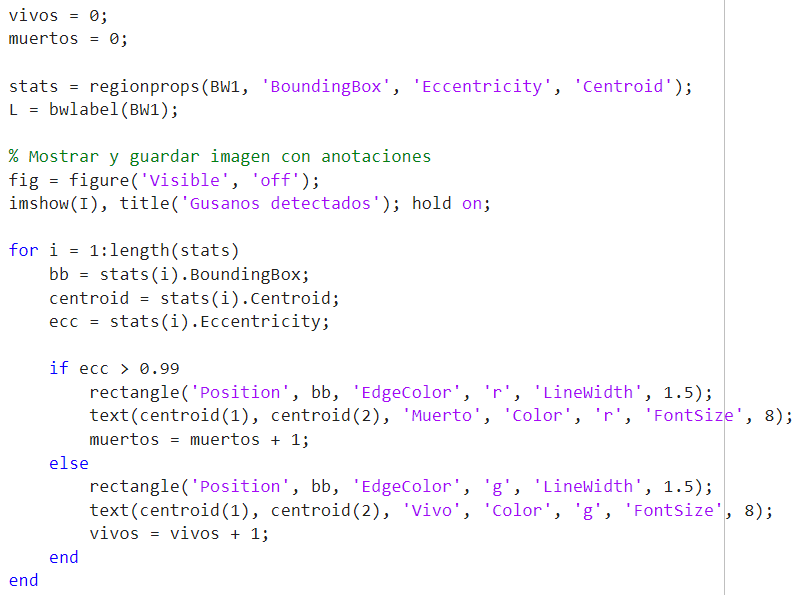 vivos = 0;
muertos = 0;
stats = regionprops(BW1, 'BoundingBox', 'Eccentricity', 'Centroid');
L = bwlabel(BW1);
% Mostrar y guardar imagen con anotaciones
fig = figure('Visible', 'off');
imshow(I), title('Gusanos detectados'); hold on;
for i = 1:length(stats)
    bb = stats(i).BoundingBox;
    centroid = stats(i).Centroid;
    ecc = stats(i).Eccentricity;
    if ecc > 0.99
        rectangle('Position', bb, 'EdgeColor', 'r', 'LineWidth', 1.5);
        text(centroid(1), centroid(2), 'Muerto', 'Color', 'r', 'FontSize', 8);
        muertos = muertos + 1;
    else
        rectangle('Position', bb, 'EdgeColor', 'g', 'LineWidth', 1.5);
        text(centroid(1), centroid(2), 'Vivo', 'Color', 'g', 'FontSize', 8);
        vivos = vivos + 1;
    end
end